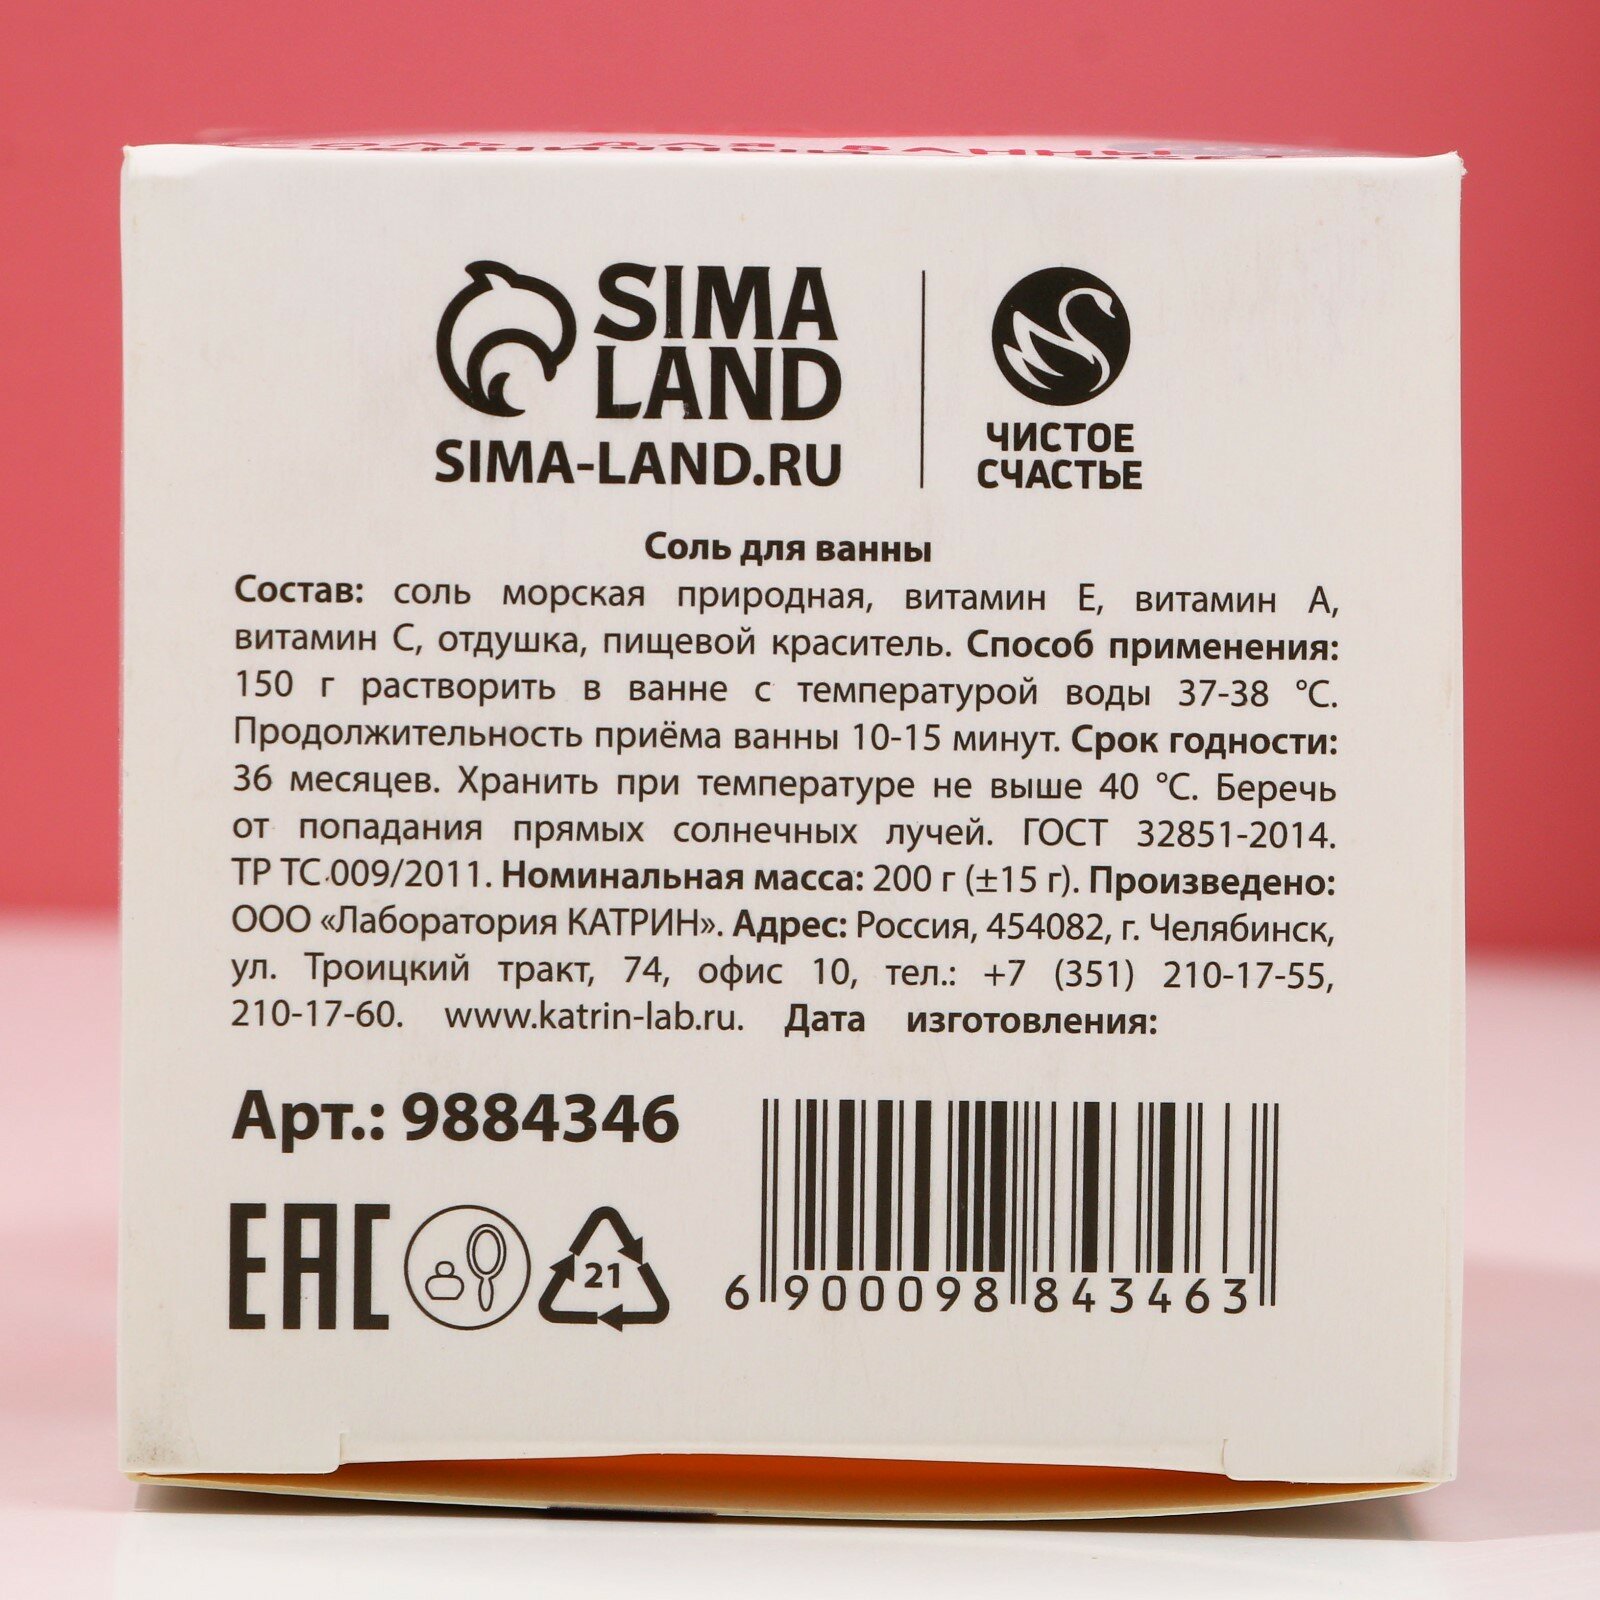 SIMA
LAND
SIMA-LAND.RU
ЧИСТОЕ
СЧАСТЬЕ
Соль для ванны
Состав: соль морская природная, витамин Е, витамин А,
витамин С, отдушка, пищевой краситель. Способ применения:
150 г растворить в ванне с температурой воды 37-38 °С.
Продолжительность приёма ванны 10-15 минут. Срок годности:
36 месяцев. Хранить при температуре не выше 40 °С. Беречь
от попадания прямых солнечных лучей. ГОСТ 32851-2014.
ТР ТС 009/2011. Номинальная масса: 200 г (±15 г). Произведено:
ООО «Лаборатория КАТРИН». Адрес: Россия, 454082, г. Челябинск,
ул. Троицкий тракт, 74, офис 10, тел.: +7 (351) 210-17-55,
210-17-60. www.katrin-lab.ru. Дата изготовления:
Арт.: 9884346
ЕАС
21
6 900098 843463